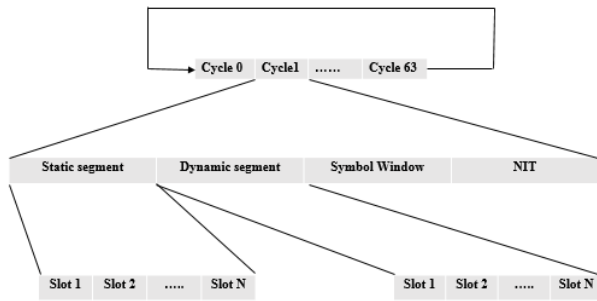 Cycle 0 Cycle1 ...... Cycle 63
Static segment Dynamic segment Symbol Window NIT
Slot 1 Slot 2 ..... Slot N Slot 1 Slot 2 ..... Slot N